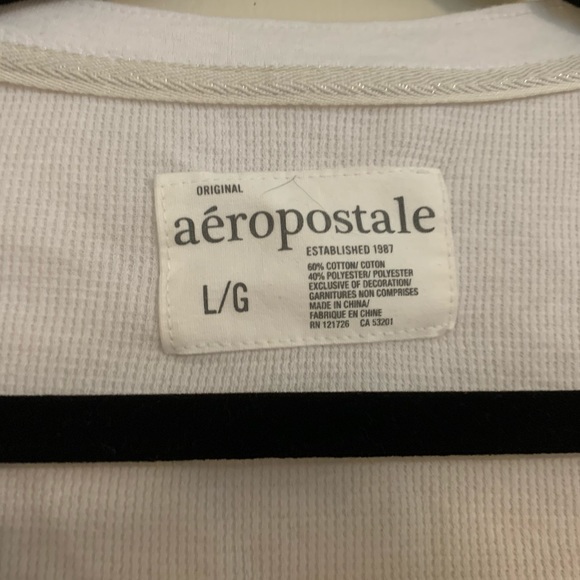 ORIGINAL
aéropostale
ESTABLISHED 1987
L/G
60% COTTON/ COTON
40% POLYESTER/ POLYESTER
EXCLUSIVE OF DECORATION/
GARNITURES NON COMPRISES
MADE IN CHINA/
FABRIQUE EN CHINE
RN 121726 CA 53201